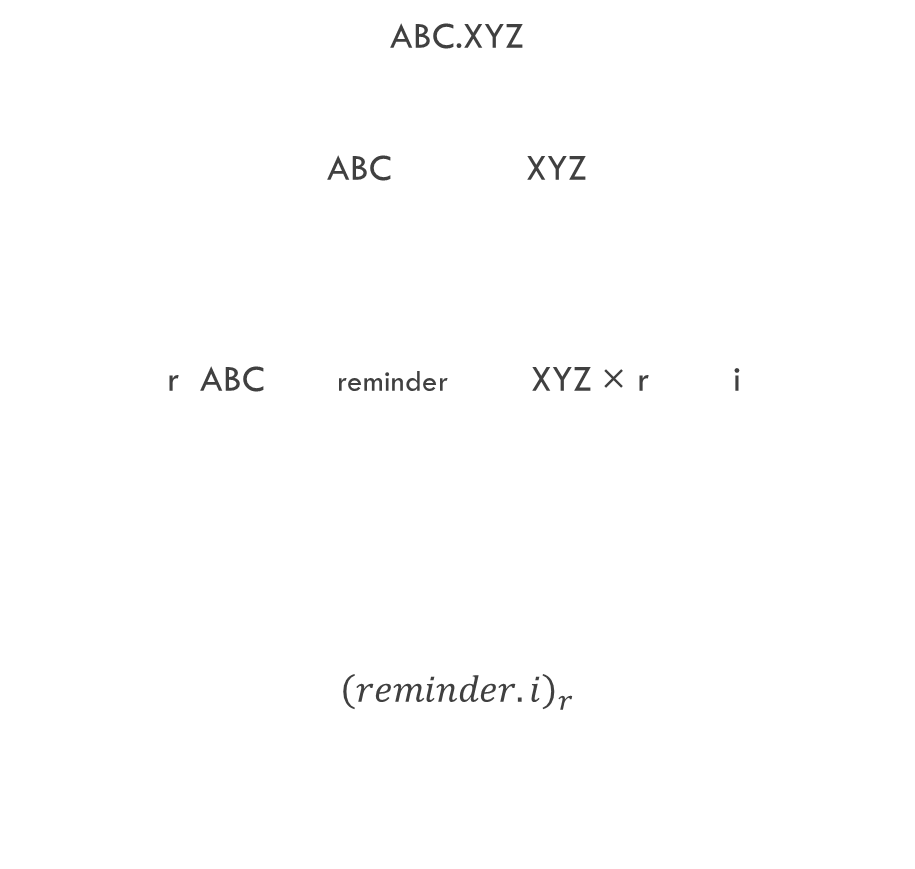 ABC.XYZ
ABC XYZ
r ABC reminder XYZ × r i
(reminder.i)r